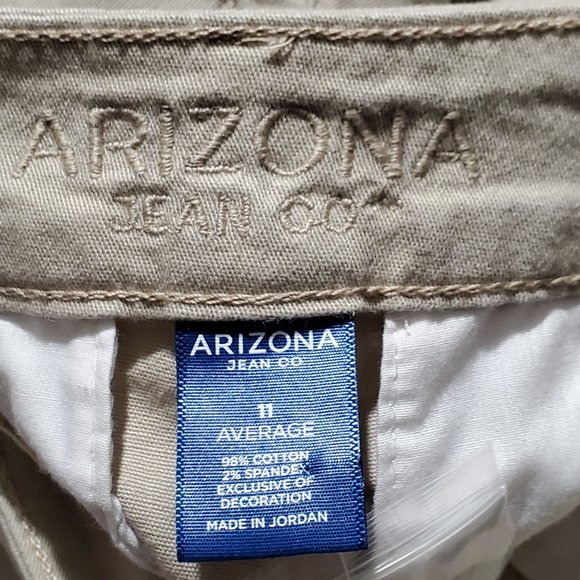 ARIZONA
JEAN CO
ARIZONA
JEAN CO
11
AVERAGE
98% COTTON
2% SPANDEX
EXCLUSIVE OF
DECORATION
MADE IN JORDAN